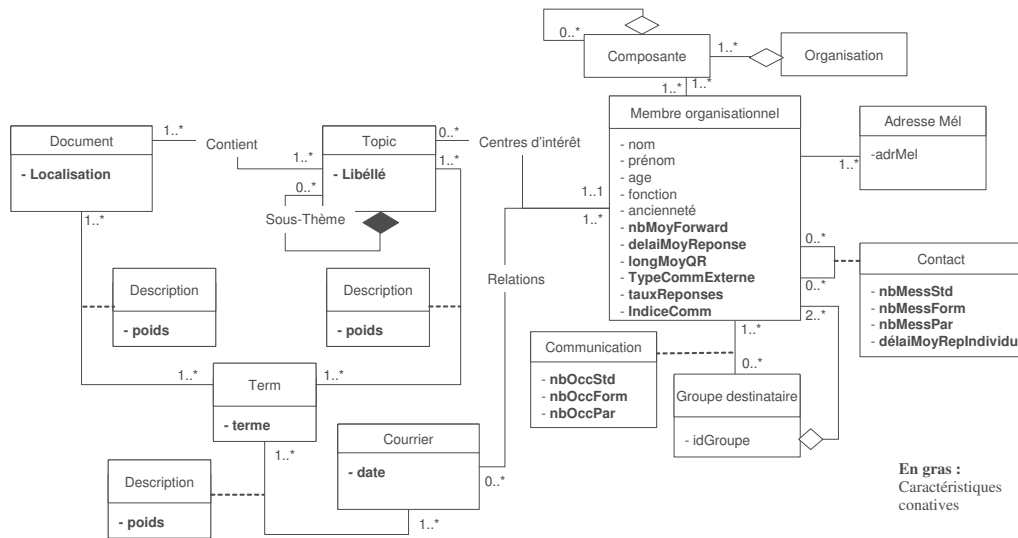 0..*
Composante
1..*
Organisation
1..*
1..*
Membre organisationnel
- nom
- prénom
- age
- fonction
- ancienneté
- nbMoyForward
- delaiMoyReponse
- longMoyQR
- TypeCommExterne
- tauxReponses
- IndiceComm
Adresse Mél
-adrMel
1..*
Document
- Localisation
1..*
Contient
1..*
Topic
- Libéllé
0..*
1..*
0..*
Sous-Thème
Centres d'intérêt
1..1
1..*
1..*
Relations
0..*
0..*
2..*
Contact
- nbMessStd
- nbMessForm
- nbMessPar
- délaiMoyRepIndividu
Description
- poids
Description
- poids
1..*
1..*
Term
- terme
1..*
Communication
- nbOccStd
- nbOccForm
- nbOccPar
1..*
0..*
Groupe destinataire
- idGroupe
Courrier
- date
0..*
1..*
Description
- poids
En gras :
Caractéristiques
conatives